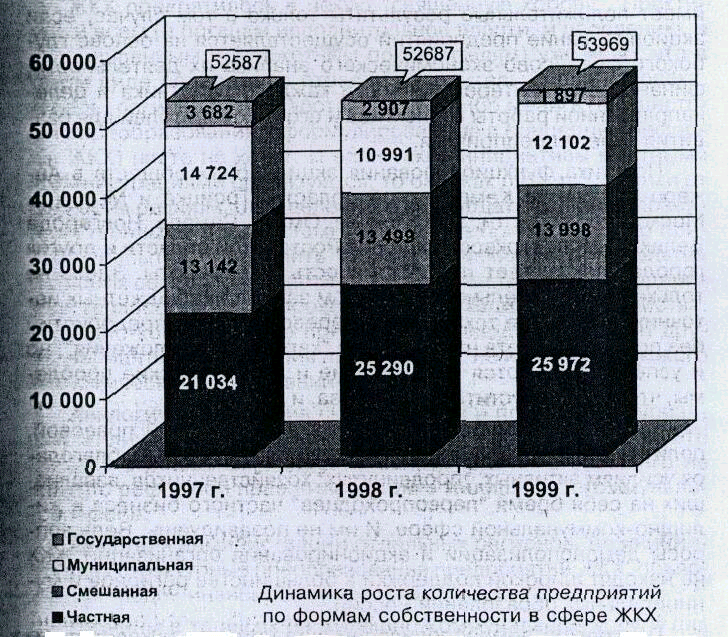 52587
52687
53969
60 000
50 000
40 000
30 000
20 000
10 000
0
3 682
2 907
1 897
14 724
10 991
12 102
13 142
13 499
13 998
21 034
25 290
25 972
1997 г.
1998 г.
1999 г.
Государственная
Муниципальная
Смешанная
Частная
Динамика роста количества предприятий
по формам собственности в сфере ЖКХ